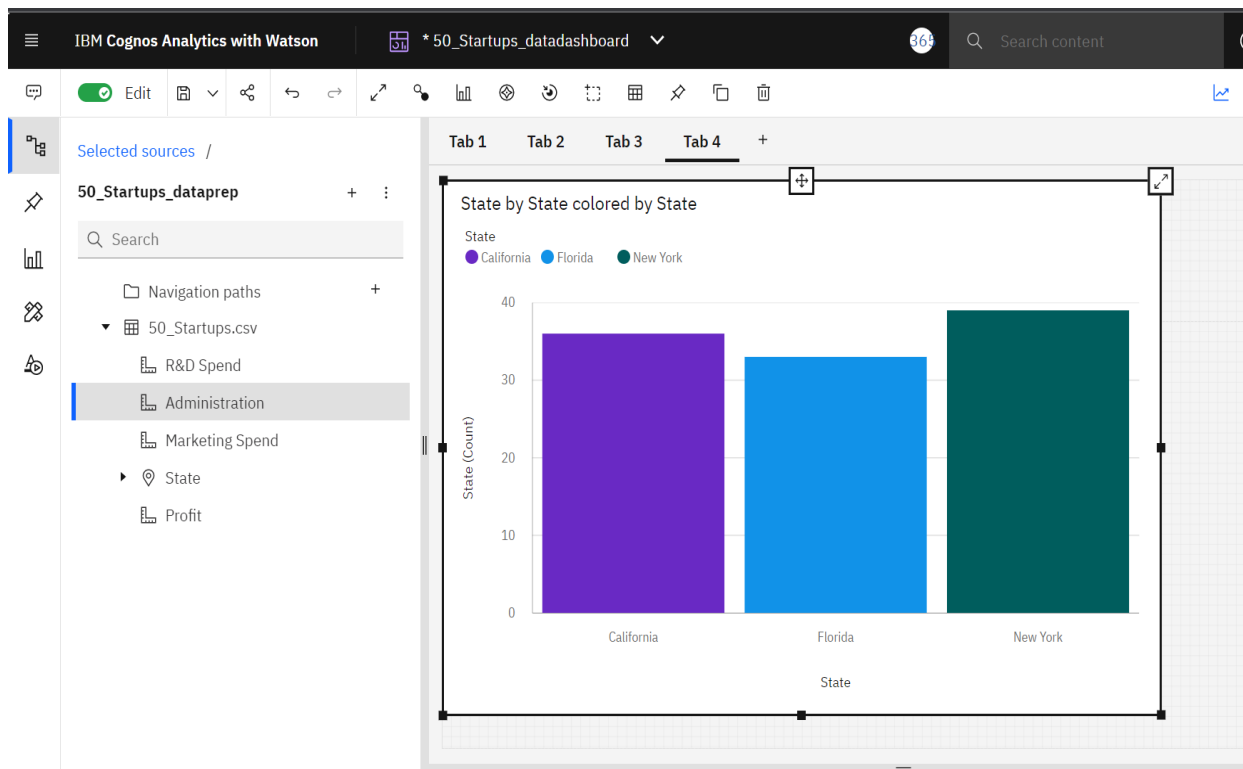 IBM Cognos Analytics with Watson
* 50_Startups_datadashboard
365
Search content
Edit
Selected sources /
50_Startups_dataprep
Search
Navigation paths
50_Startups.csv
R&D Spend
Administration
Marketing Spend
State
Profit
Tab 1 Tab 2 Tab 3 Tab 4 +
State by State colored by State
State
California Florida New York
40
30
20
10
0
State (Count)
California Florida New York
State